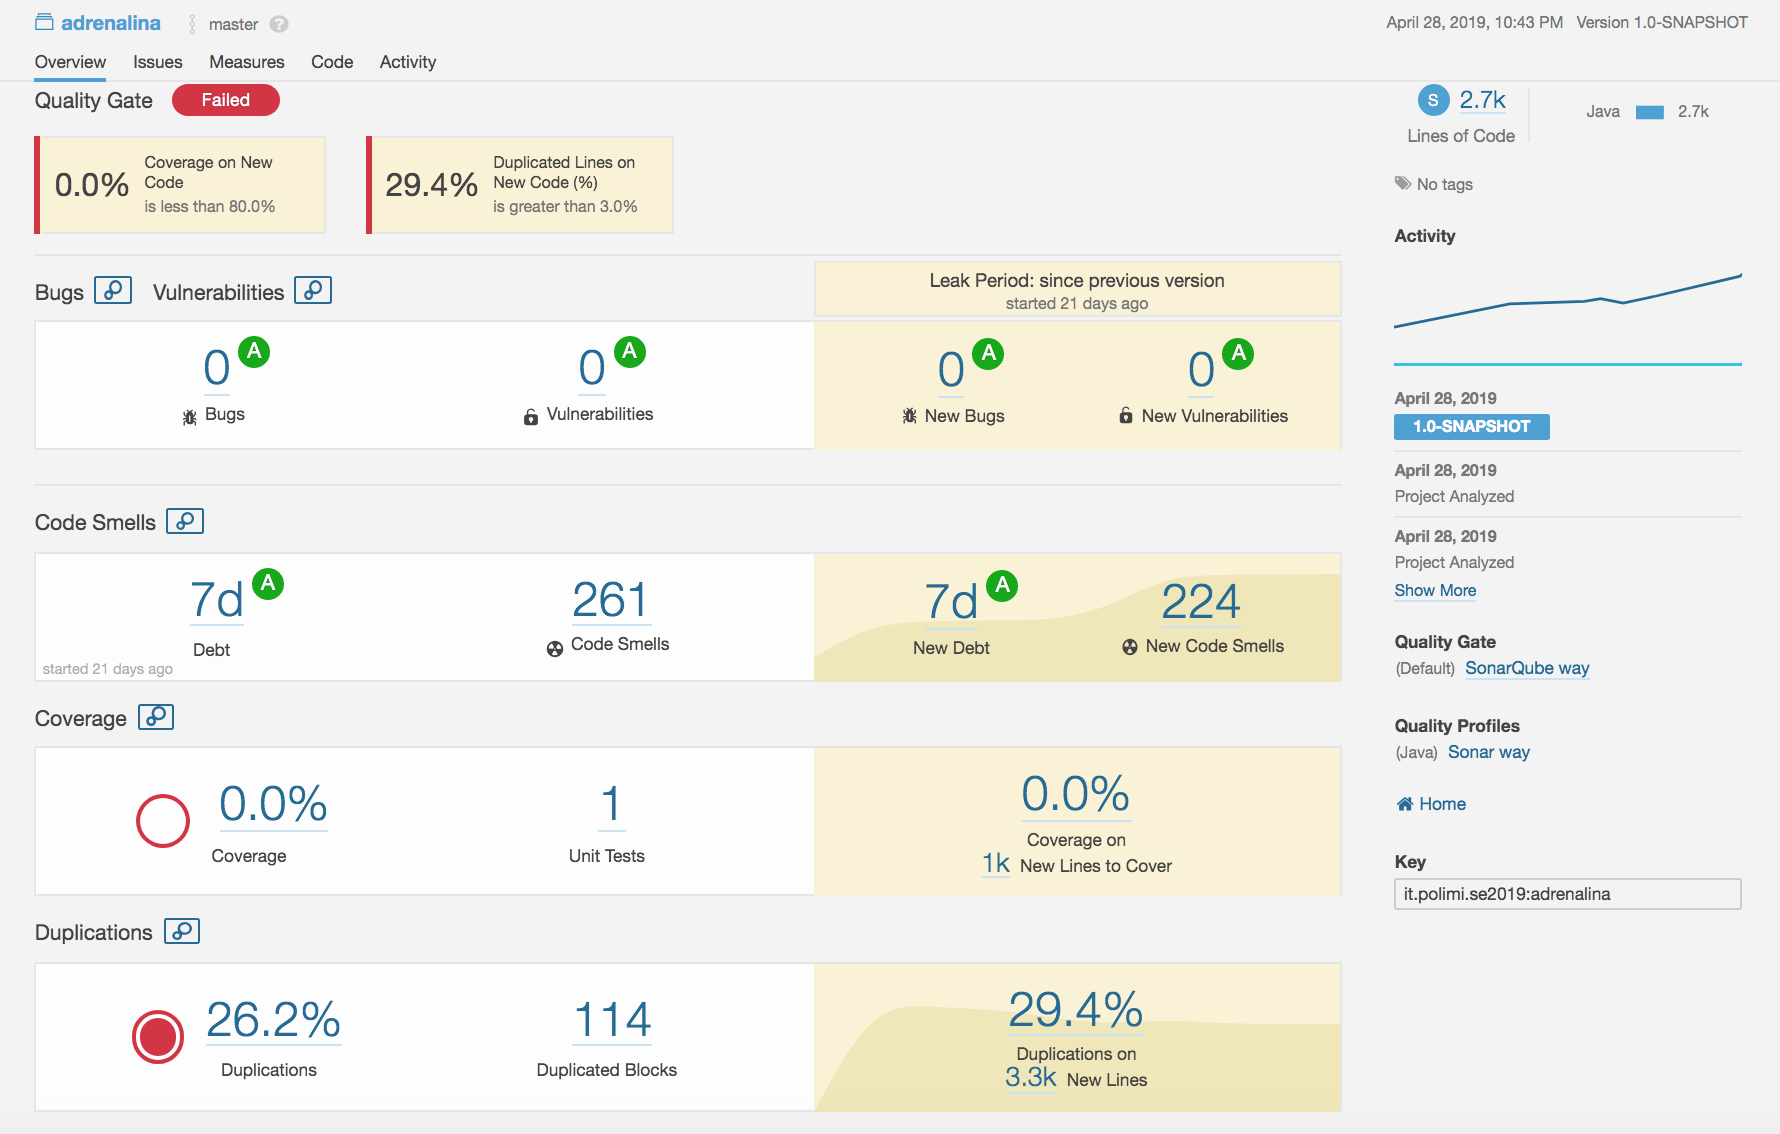 adrenalina master ?
April 28, 2019, 10:43 PM Version 1.0-SNAPSHOT
Overview Issues Measures Code Activity
Quality Gate Failed
0.0% Coverage on New
Code
is less than 80.0%
29.4% Duplicated Lines on
New Code (%)
is greater than 3.0%
Bugs Vulnerabilities
Leak Period: since previous version
started 21 days ago
0 A
Bugs
0 A
Vulnerabilities
0 A
New Bugs
0 A
New Vulnerabilities
Code Smells
7d A
Debt
started 21 days ago
261
Code Smells
7d A
New Debt
224
New Code Smells
Coverage
0.0%
Coverage
1
Unit Tests
0.0%
Coverage on
1k New Lines to Cover
Duplications
26.2%
Duplications
114
Duplicated Blocks
29.4%
Duplications on
3.3k New Lines
S 2.7k
Lines of Code
Java 2.7k
No tags
Activity
April 28, 2019
1.0-SNAPSHOT
April 28, 2019
Project Analyzed
April 28, 2019
Project Analyzed
Show More
Quality Gate
(Default) SonarQube way
Quality Profiles
(Java) Sonar way
Home
Key
it.polimi.se2019:adrenalina